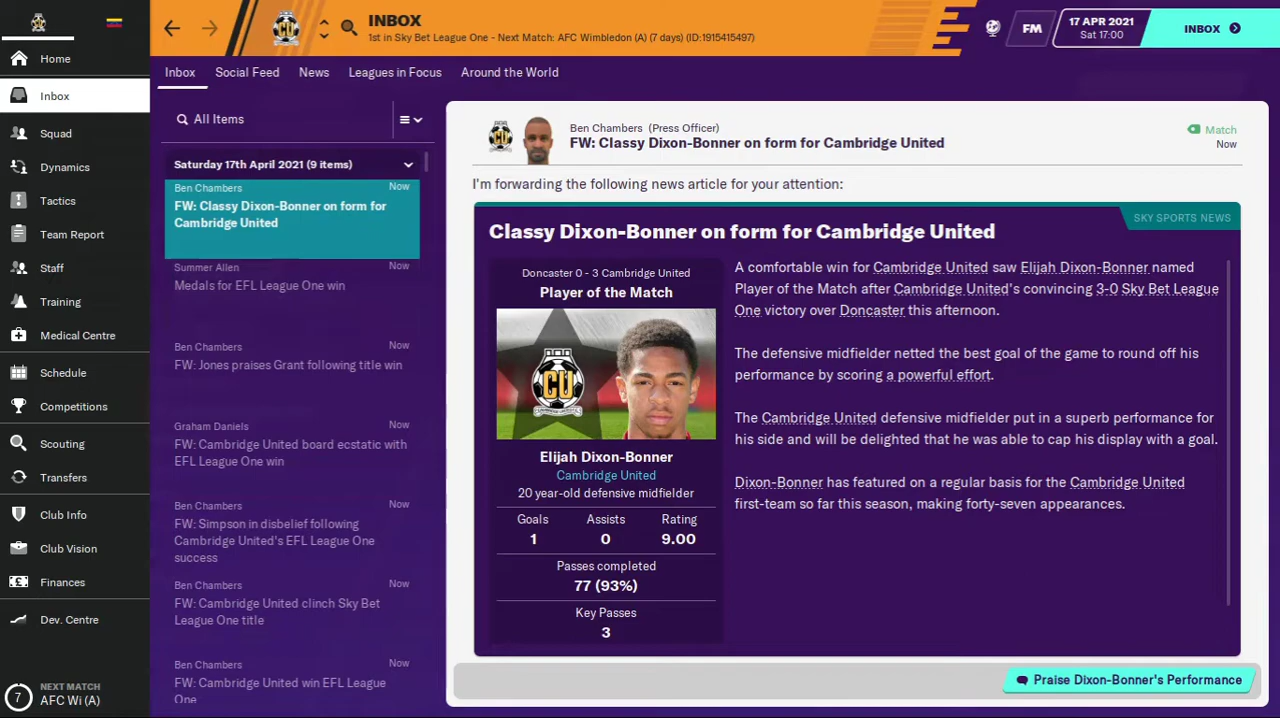 INBOX
1st in Sky Bet League One - Next Match: AFC Wimbledon (A) (7 days) (ID:1915415497)
FM
17 APR 2021
Sat 17:00
INBOX
Home
Inbox
Squad
Dynamics
Tactics
Team Report
Staff
Training
Medical Centre
Schedule
Competitions
Scouting
Transfers
Club Info
Club Vision
Finances
Dev. Centre
7
NEXT MATCH
AFC Wi (A)
Inbox
Social Feed
News
Leagues in Focus
Around the World
All Items
Saturday 17th April 2021 (9 items)
Ben Chambers Now
FW: Classy Dixon-Bonner on form for
Cambridge United
Summer Allen Now
Medals for EFL League One win
Ben Chambers Now
FW: Jones praises Grant following title win
Graham Daniels Now
FW: Cambridge United board ecstatic with
EFL League One win
Ben Chambers Now
FW: Simpson in disbelief following
Cambridge United's EFL League One
success
Ben Chambers Now
FW: Cambridge United clinch Sky Bet
League One title
Ben Chambers Now
FW: Cambridge United win EFL League
One
Ben Chambers (Press Officer)
FW: Classy Dixon-Bonner on form for Cambridge United
Match
Now
I'm forwarding the following news article for your attention:
SKY SPORTS NEWS
Classy Dixon-Bonner on form for Cambridge United
Doncaster 0 - 3 Cambridge United
Player of the Match
CU
Elijah Dixon-Bonner
Cambridge United
20 year-old defensive midfielder
Goals Assists Rating
1 0 9.00
Passes completed
77 (93%)
Key Passes
3
A comfortable win for Cambridge United saw Elijah Dixon-Bonner named
Player of the Match after Cambridge United's convincing 3-0 Sky Bet League
One victory over Doncaster this afternoon.
The defensive midfielder netted the best goal of the game to round off his
performance by scoring a powerful effort.
The Cambridge United defensive midfielder put in a superb performance for
his side and will be delighted that he was able to cap his display with a goal.
Dixon-Bonner has featured on a regular basis for the Cambridge United
first-team so far this season, making forty-seven appearances.
Praise Dixon-Bonner's Performance